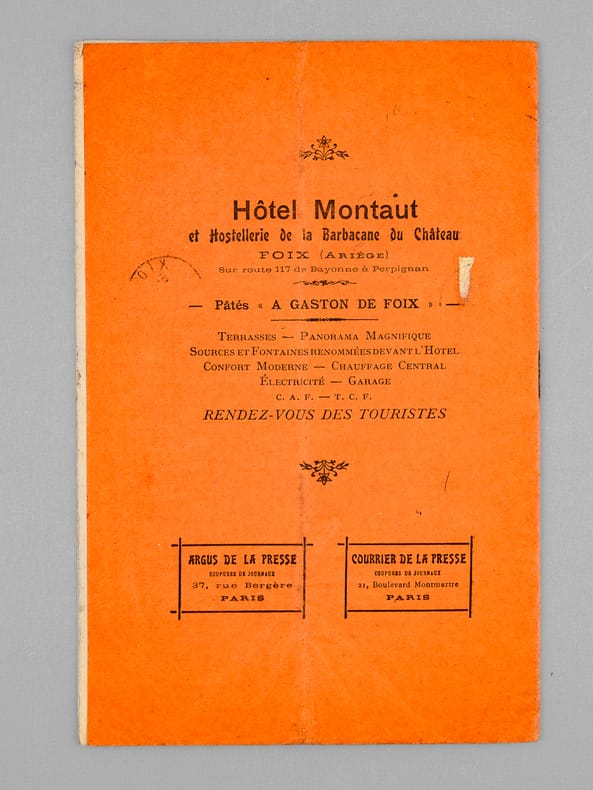 Hôtel Montaut
et Hostellerie de la Barbacane du Château
FOIX (ARIÈGE)
Sur route 117 de Bayonne à Perpignan
— Pâtés « A GASTON DE FOIX » —
TERRASSES — PANORAMA MAGNIFIQUE
SOURCES ET FONTAINES RENOMMÉES DEVANT L'HOTEL
CONFORT MODERNE — CHAUFFAGE CENTRAL
ÉLECTRICITÉ — GARAGE
C. A. F. — T. C. F.
RENDEZ-VOUS DES TOURISTES
OIX
ARGUS DE LA PRESSE
COUPURES DE JOURNAUX
37, rue Bergère
PARIS
COURRIER DE LA PRESSE
COUPURES DE JOURNAUX
21, Boulevard Montmartre
PARIS